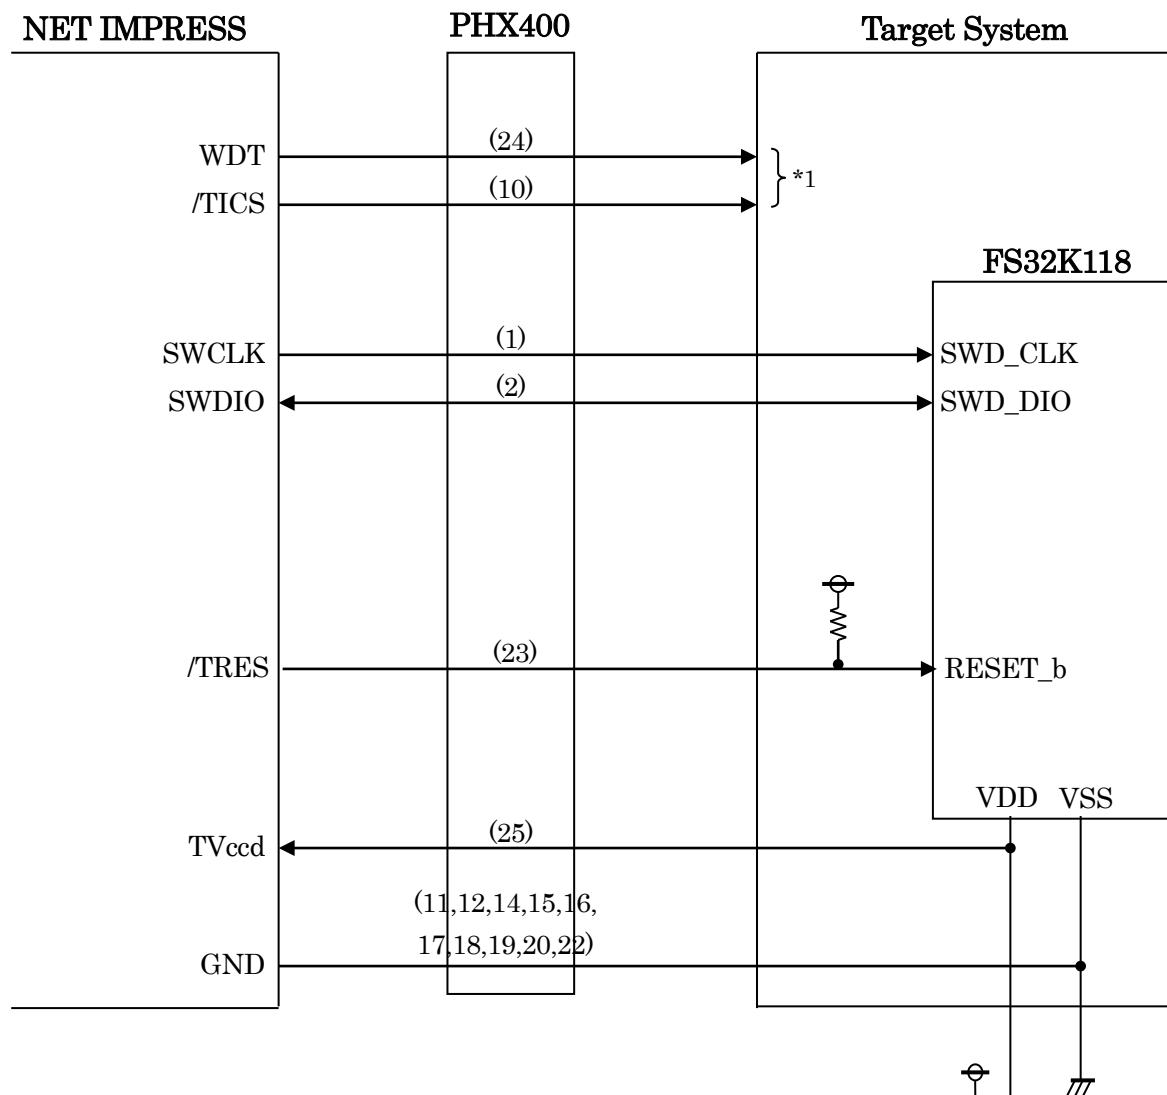 NET IMPRESS
PHX400
Target System
WDT
(24)
*1
/TICS
(10)
FS32K118
SWCLK
(1)
SWD_CLK
SWDIO
(2)
SWD_DIO
/TRES
(23)
RESET_b
VDD
VSS
TVccd
(25)
(11,12,14,15,16,
17,18,19,20,22)
GND